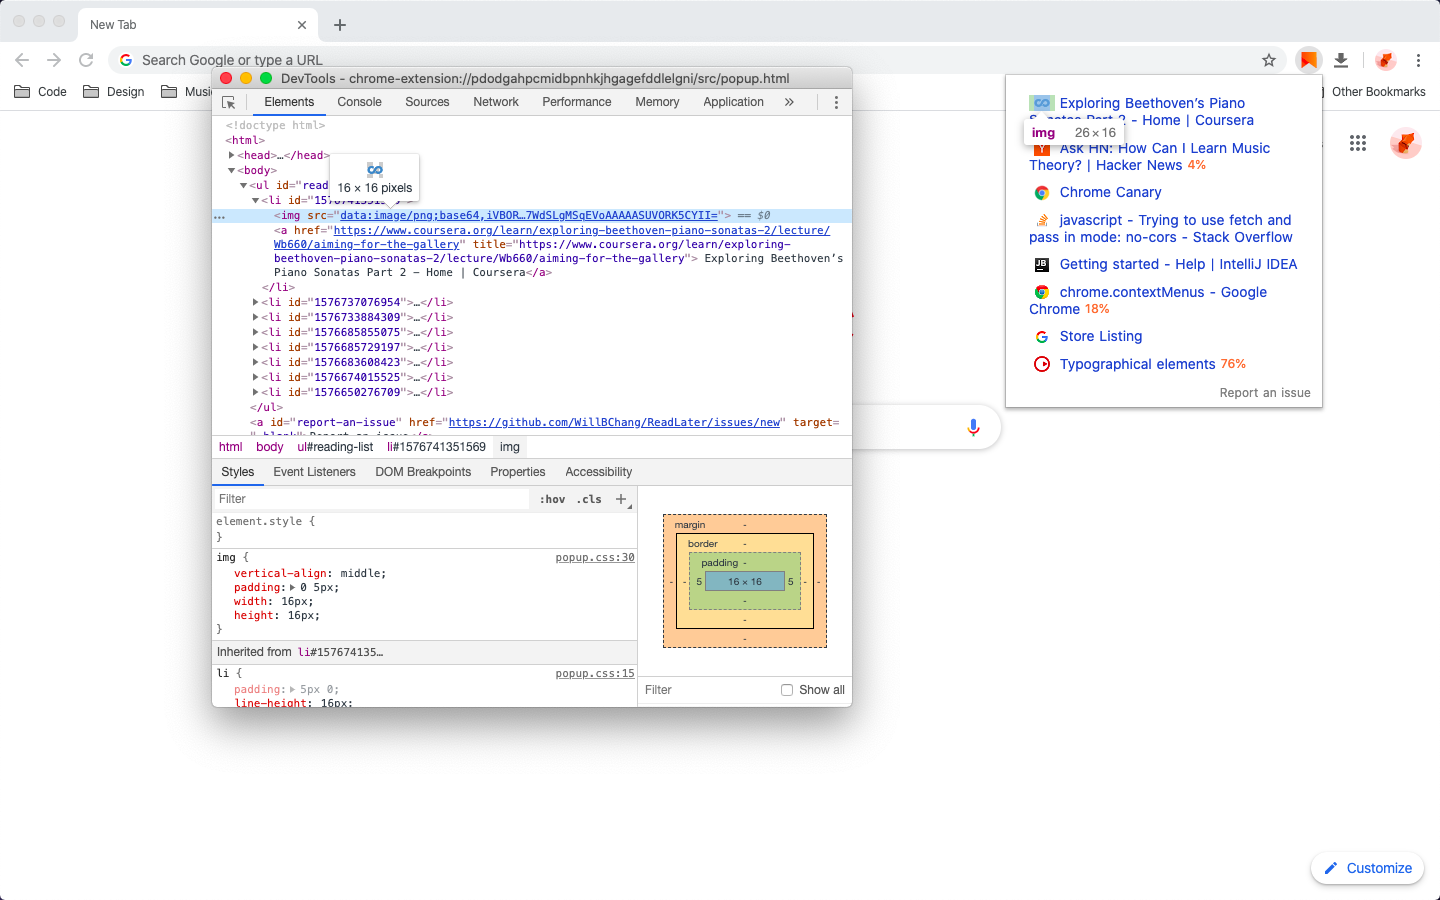 New Tab
Search Google or type a URL
Code Design Music
Other Bookmarks
DevTools - chrome-extension://pdodgahpcmidbpnhkjhgagefddlelgni/src/popup.html
Elements Console Sources Network Performance Memory Application »
<!doctype html>
<html>
<head>…</head>
<body>
<ul id="read
16 × 16 pixels
<li id="1576741351569">
… <img src="data:image/png;base64,iVBOR…7WdSLgMSqEVoAAAAASUVORK5CYII="> == $0
<a href="https://www.coursera.org/learn/exploring-beethoven-piano-sonatas-2/lecture/
Wb660/aiming-for-the-gallery" title="https://www.coursera.org/learn/exploring-
beethoven-piano-sonatas-2/lecture/Wb660/aiming-for-the-gallery"> Exploring Beethoven’s
Piano Sonatas Part 2 – Home | Coursera</a>
</li>
<li id="1576737076954">…</li>
<li id="1576733884309">…</li>
<li id="1576685855075">…</li>
<li id="1576685729197">…</li>
<li id="1576683608423">…</li>
<li id="1576674015525">…</li>
<li id="1576650276709">…</li>
</ul>
<a id="report-an-issue" href="https://github.com/WillBChang/ReadLater/issues/new" target=
"_blank">Report an issue</a>
html body ul#reading-list li#1576741351569 img
Styles Event Listeners DOM Breakpoints Properties Accessibility
Filter :hov .cls +
element.style {
}
img { popup.css:30
vertical-align: middle;
padding: 0 5px;
width: 16px;
height: 16px;
}
Inherited from li#157674135…
li { popup.css:15
padding: 5px 0;
line-height: 16px;
margin -
border -
padding -
- - 5 16 × 16 5 - -
-
-
-
Filter Show all
Exploring Beethoven’s Piano
Sonatas Part 2 - Home | Coursera
img 26 × 16
Ask HN: How Can I Learn Music
Theory? | Hacker News 4%
Chrome Canary
javascript - Trying to use fetch and
pass in mode: no-cors - Stack Overflow
Getting started - Help | IntelliJ IDEA
chrome.contextMenus - Google
Chrome 18%
Store Listing
Typographical elements 76%
Report an issue
Customize